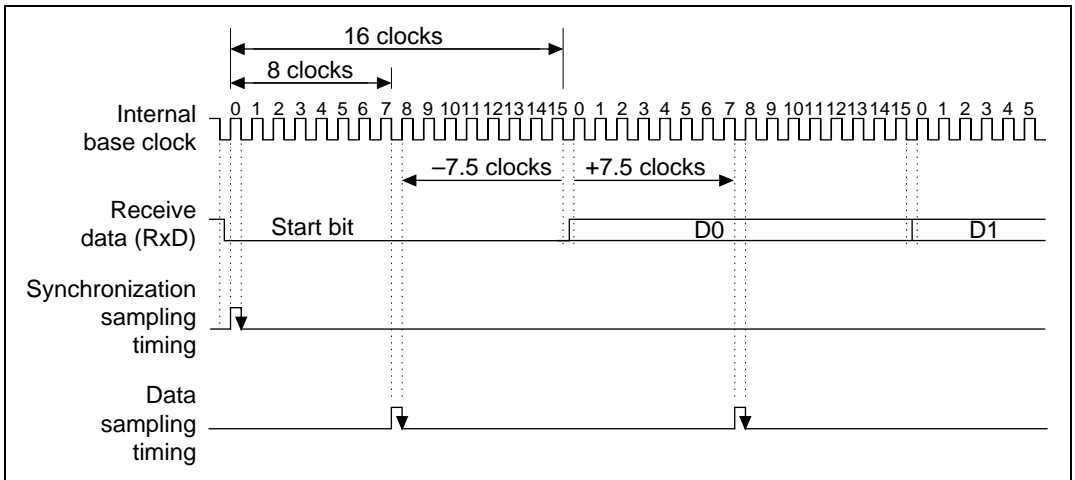 16 clocks
8 clocks
Internal
base clock
0 1 2 3 4 5 6 7 8 9 10 11 12 13 14 15 0 1 2 3 4 5 6 7 8 9 10 11 12 13 14 15 0 1 2 3 4 5
–7.5 clocks +7.5 clocks
Receive
data (RxD)
Start bit D0 D1
Synchronization
sampling
timing
Data
sampling
timing